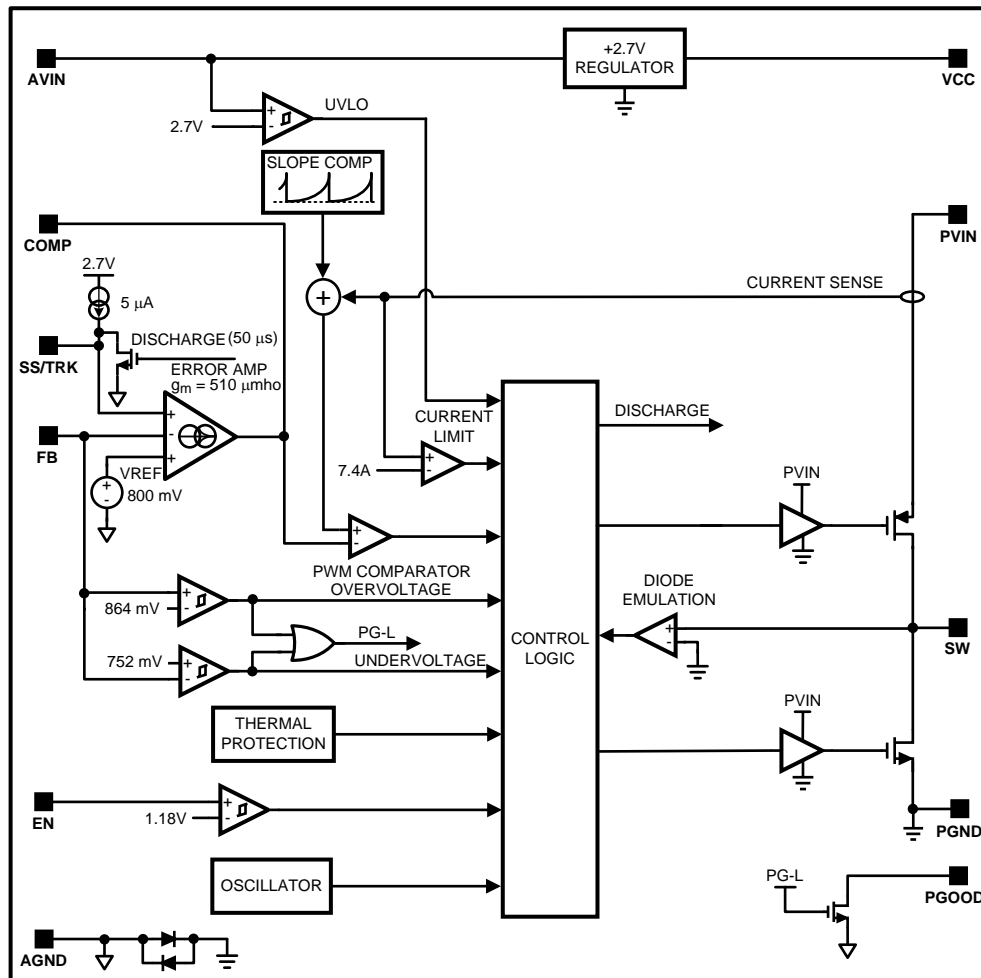 +2.7V
REGULATOR
AVIN
VCC
UVLO
+
-
2.7V
SLOPE COMP
COMP
PVIN
2.7V
5 µA
+
CURRENT SENSE
DISCHARGE (50 µs)
SS/TRK
ERROR AMP
gm = 510 µmho
CURRENT
LIMIT
DISCHARGE
+
-
+
FB
VREF
+
-
800 mV
7.4A
+
-
PVIN
+
-
PWM COMPARATOR
OVERVOLTAGE
DIODE
EMULATION
+
-
864 mV
PG-L
CONTROL
LOGIC
+
-
SW
752 mV
+
-
UNDERVOLTAGE
PVIN
THERMAL
PROTECTION
EN
+
-
1.18V
PGND
OSCILLATOR
PG-L
PGOOD
AGND